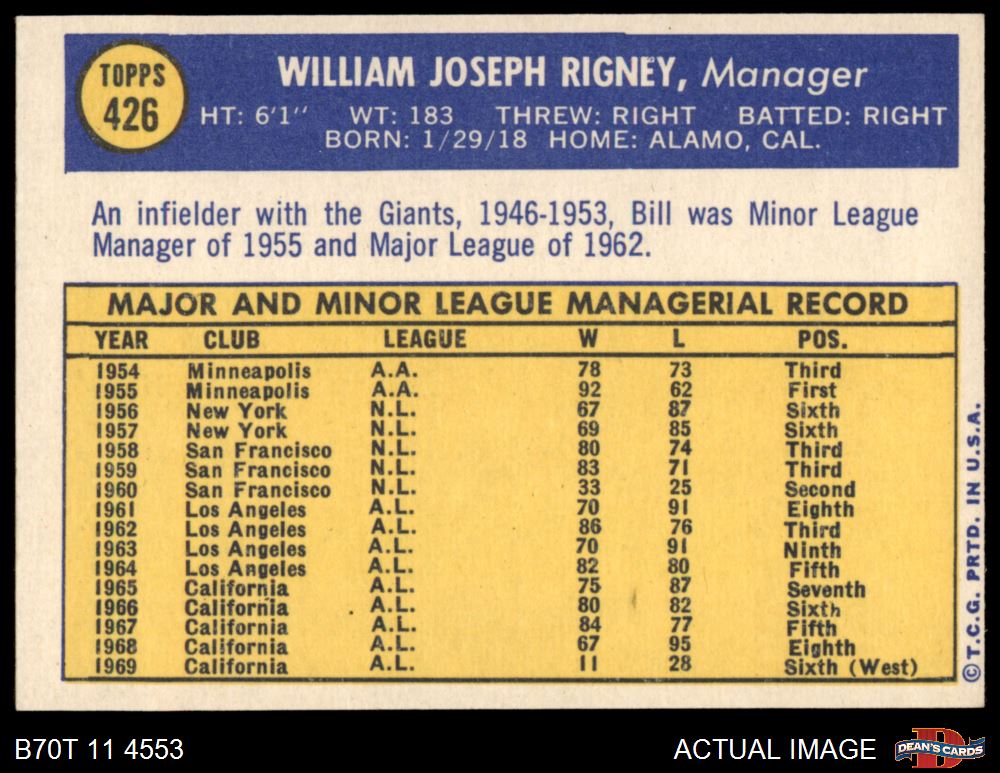 TOPPS
426
WILLIAM JOSEPH RIGNEY, Manager
HT: 6'1" WT: 183 THREW: RIGHT BATTED: RIGHT
BORN: 1/29/18 HOME: ALAMO, CAL.
An infielder with the Giants, 1946-1953, Bill was Minor League
Manager of 1955 and Major League of 1962.
MAJOR AND MINOR LEAGUE MANAGERIAL RECORD
YEAR CLUB LEAGUE W L POS.
1954 Minneapolis A.A. 78 73 Third
1955 Minneapolis A.A. 92 62 First
1956 New York N.L. 67 87 Sixth
1957 New York N.L. 69 85 Sixth
1958 San Francisco N.L. 80 74 Third
1959 San Francisco N.L. 83 71 Third
1960 San Francisco N.L. 33 25 Second
1961 Los Angeles A.L. 70 91 Eighth
1962 Los Angeles A.L. 86 76 Third
1963 Los Angeles A.L. 70 91 Ninth
1964 Los Angeles A.L. 82 80 Fifth
1965 California A.L. 75 87 Seventh
1966 California A.L. 80 82 Sixth
1967 California A.L. 84 77 Fifth
1968 California A.L. 67 95 Eighth
1969 California A.L. 11 28 Sixth (West)
© T.C.G. PRTD. IN U.S.A.
B70T 11 4553
ACTUAL IMAGE
DEAN'S CARDS